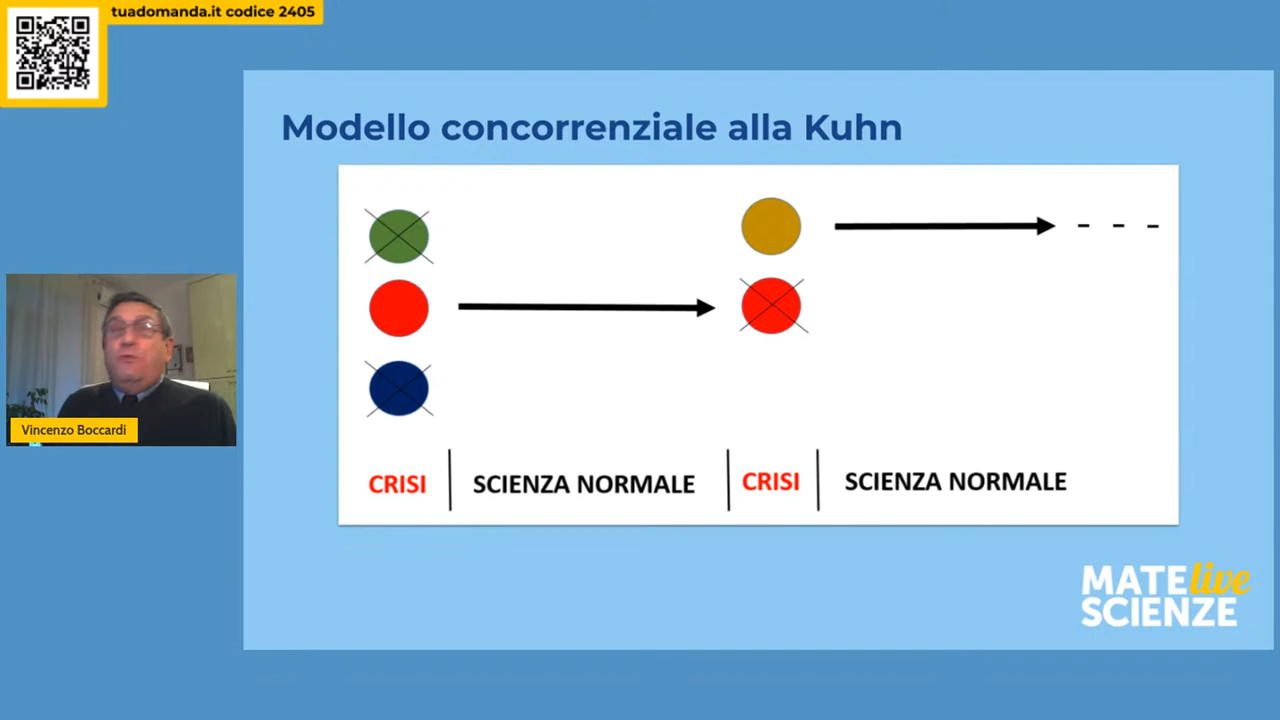 tuadomanda.it codice 2405
Modello concorrenziale alla Kuhn
CRISI SCIENZA NORMALE CRISI SCIENZA NORMALE
Vincenzo Boccardi
MATE live
SCIENZE